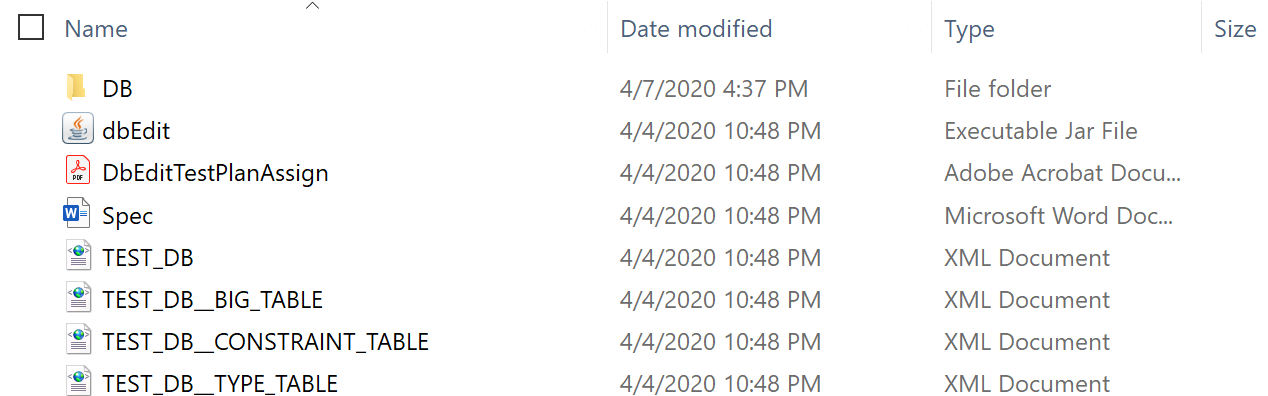 Name Date modified Type Size
DB 4/7/2020 4:37 PM File folder
dbEdit 4/4/2020 10:48 PM Executable Jar File
DbEditTestPlanAssign 4/4/2020 10:48 PM Adobe Acrobat Docu...
Spec 4/4/2020 10:48 PM Microsoft Word Doc...
TEST_DB 4/4/2020 10:48 PM XML Document
TEST_DB__BIG_TABLE 4/4/2020 10:48 PM XML Document
TEST_DB__CONSTRAINT_TABLE 4/4/2020 10:48 PM XML Document
TEST_DB__TYPE_TABLE 4/4/2020 10:48 PM XML Document